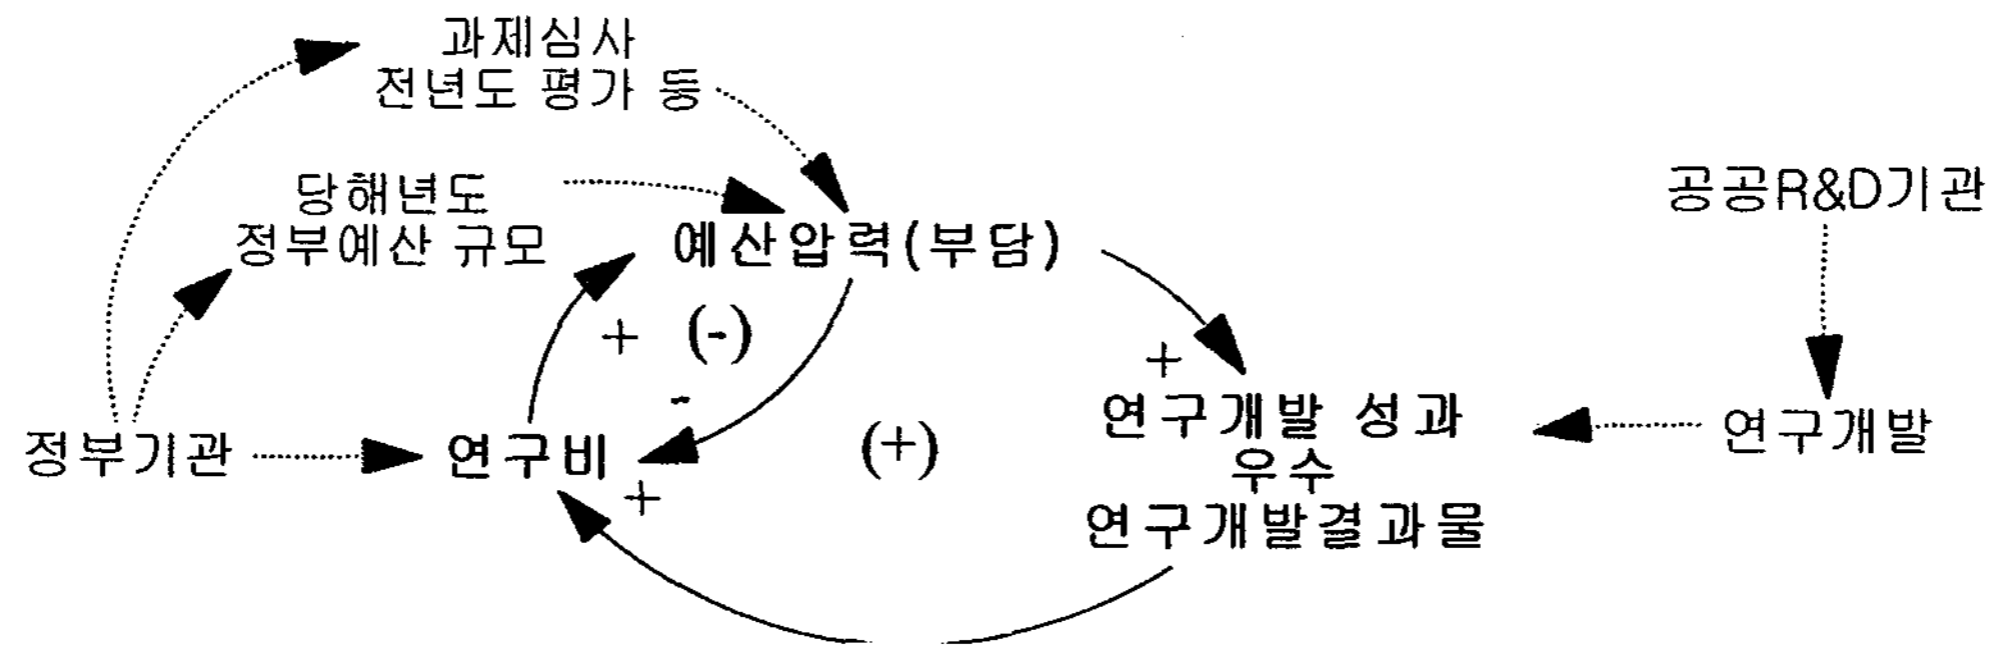 과제심사
전년도 평가 등
당해년도
정부예산 규모
공공R&D기관
예산압력(부담)
+
(-)
-
+
정부기관
연구비
+
(+)
연구개발 성과
우수
연구개발결과물
연구개발